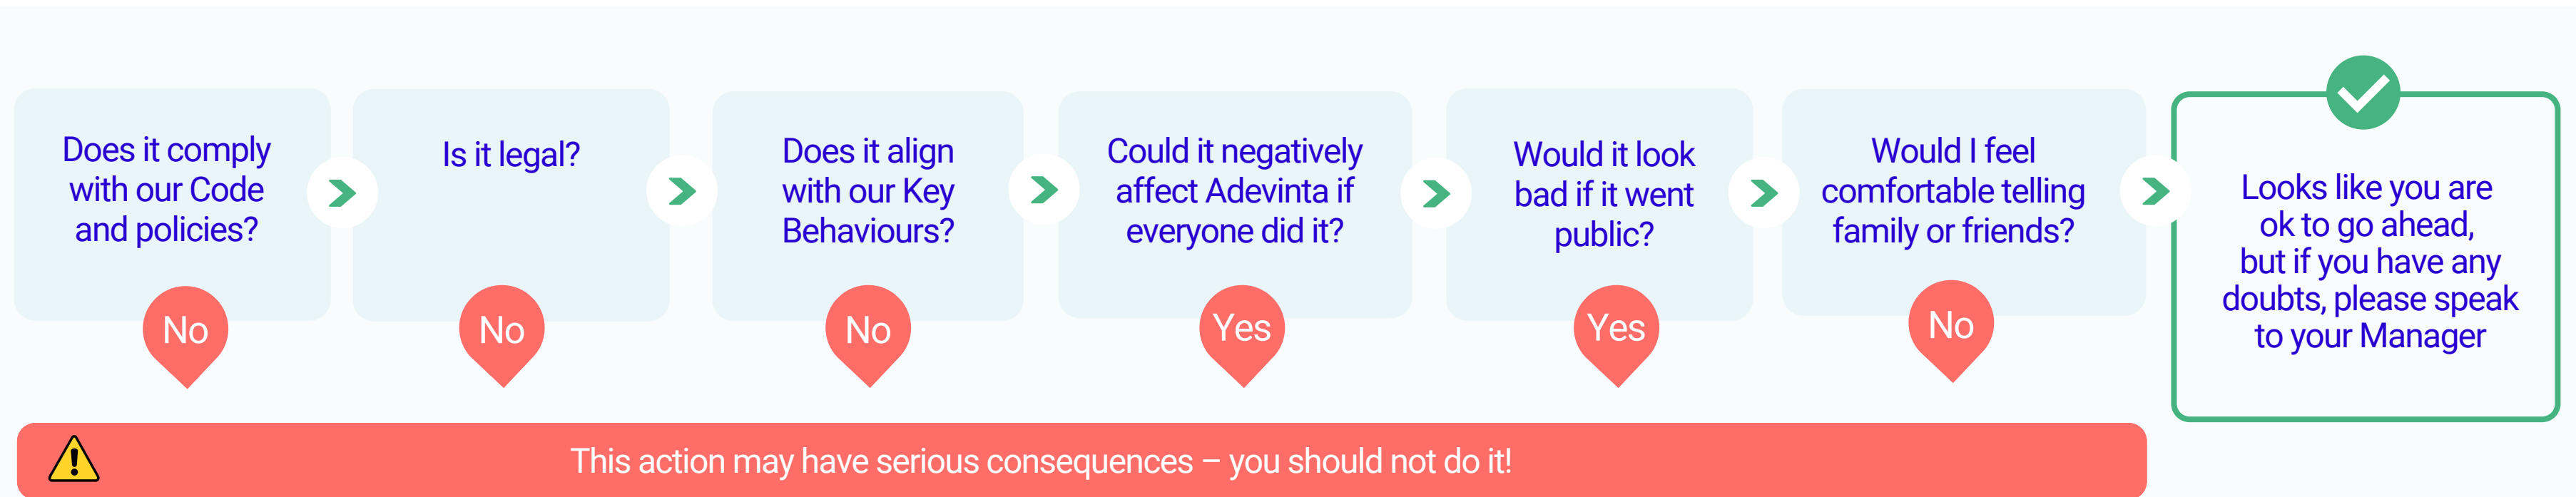 Does it comply
with our Code
and policies?
No
Is it legal?
No
Does it align
with our Key
Behaviours?
No
Could it negatively
affect Adevinta if
everyone did it?
Yes
Would it look
bad if it went
public?
Yes
Would I feel
comfortable telling
family or friends?
No
Looks like you are
ok to go ahead,
but if you have any
doubts, please speak
to your Manager
This action may have serious consequences – you should not do it!